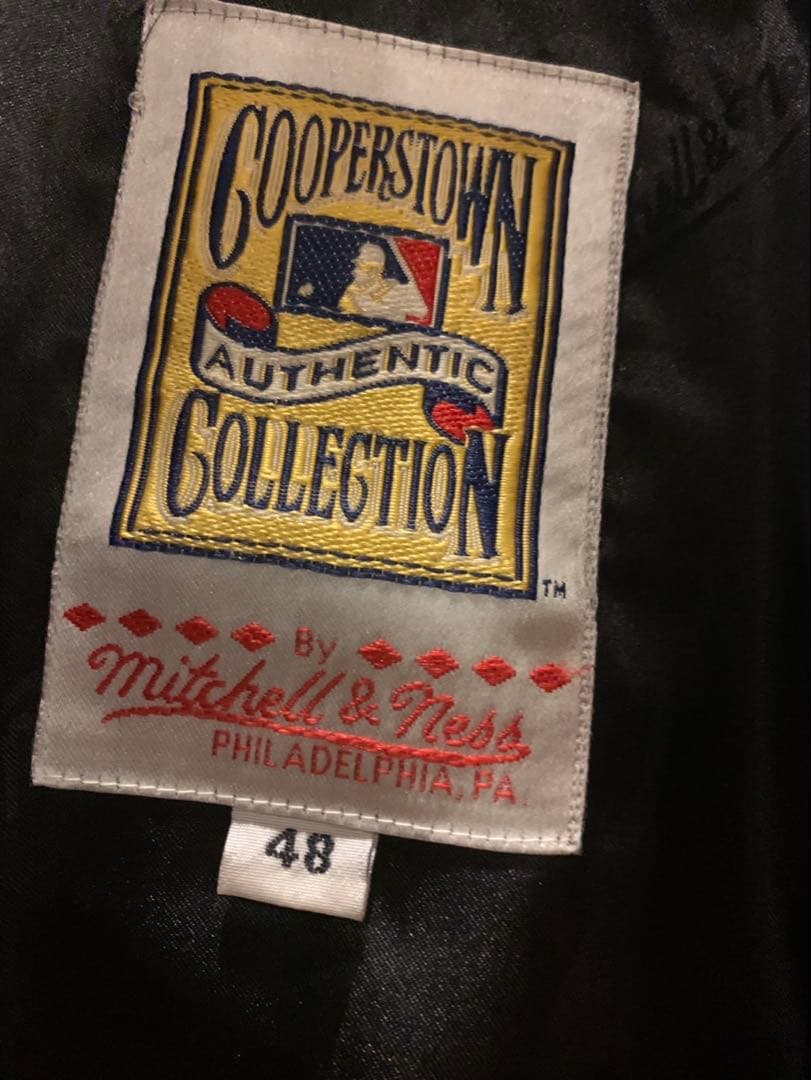 COOPERSTOWN
AUTHENTIC
COLLECTION
TM
By
Mitchell & Ness
PHILADELPHIA, PA.
48